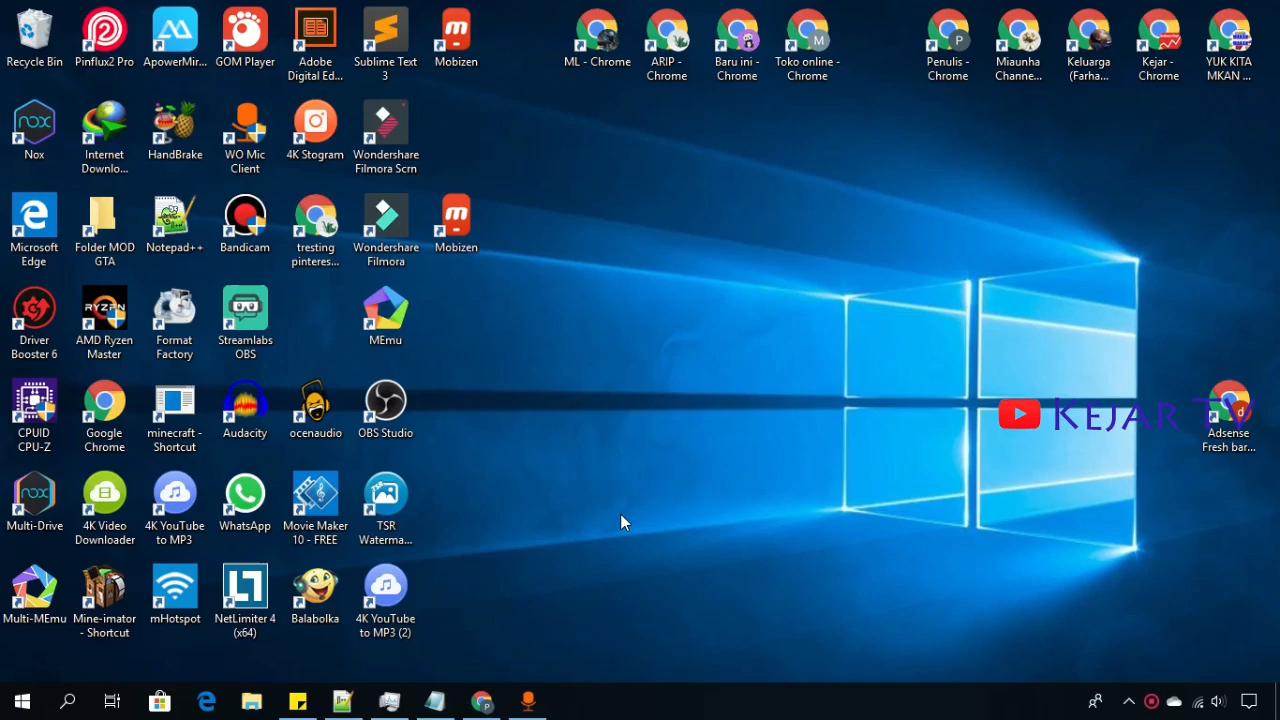 Recycle Bin
Pinflux2 Pro
ApowerMir...
GOM Player
Adobe
Digital Ed...
Sublime Text
3
Mobizen
ML - Chrome
ARIP -
Chrome
Baru ini -
Chrome
Toko online -
Chrome
Penulis -
Chrome
Miaunha
Channe...
Keluarga
(Farha...
Kejar -
Chrome
YUK KITA
MKAN ...
Nox
Internet
Downlo...
HandBrake
WO Mic
Client
4K Stogram
Wondershare
Filmora Scrn
Microsoft
Edge
Folder MOD
GTA
Notepad++
Bandicam
tresting
pinteres...
Wondershare
Filmora
Mobizen
Driver
Booster 6
AMD Ryzen
Master
Format
Factory
Streamlabs
OBS
MEmu
CPUID
CPU-Z
Google
Chrome
minecraft -
Shortcut
Audacity
ocenaudio
OBS Studio
Kejar TV
Adsense
Fresh bar...
Multi-Drive
4K Video
Downloader
4K YouTube
to MP3
WhatsApp
Movie Maker
10 - FREE
TSR
Waterma...
Multi-MEmu
Mine-imator
- Shortcut
mHotspot
NetLimiter 4
(x64)
Balabolka
4K YouTube
to MP3 (2)